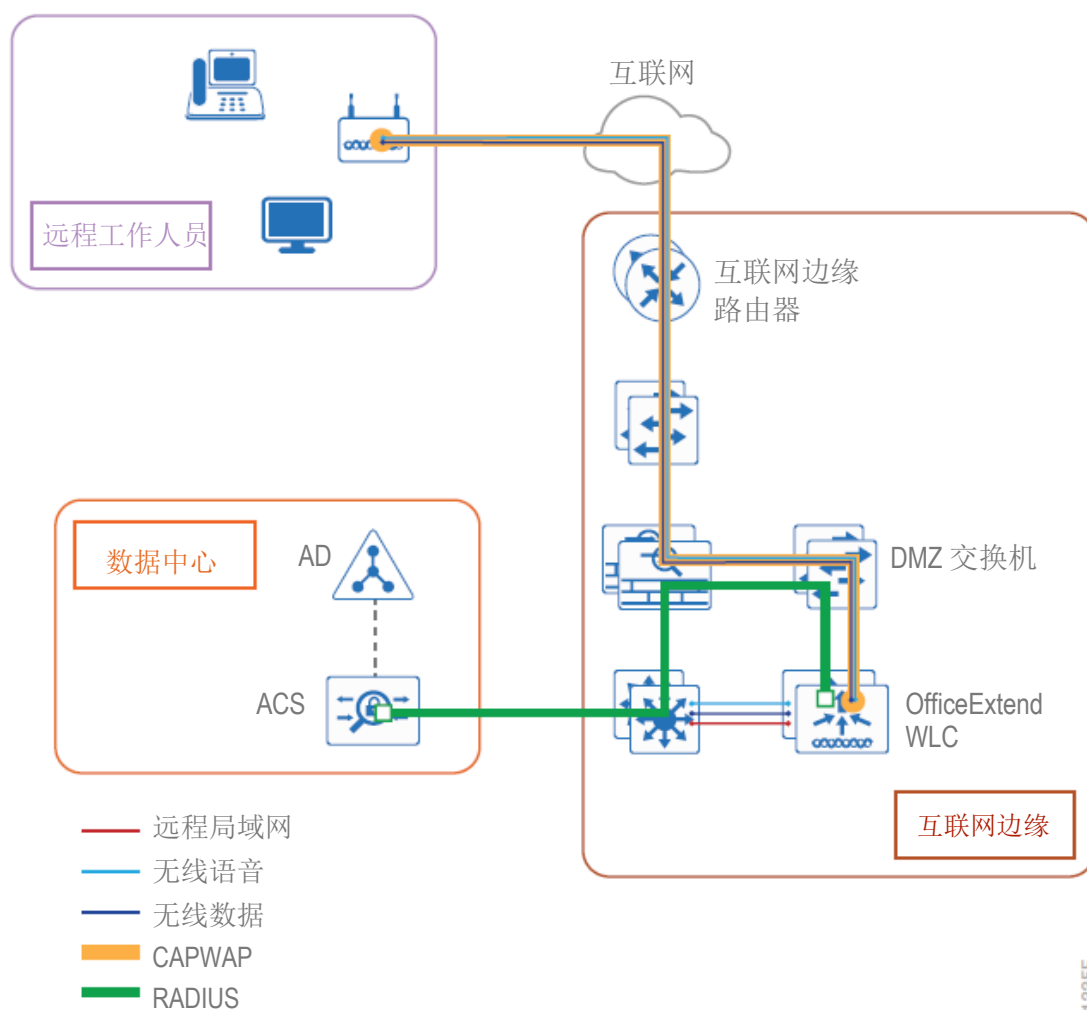 互联网
远程工作人员
互联网边缘
路由器
数据中心
AD
DMZ 交换机
ACS
OfficeExtend
WLC
互联网边缘
远程局域网
无线语音
无线数据
CAPWAP
RADIUS